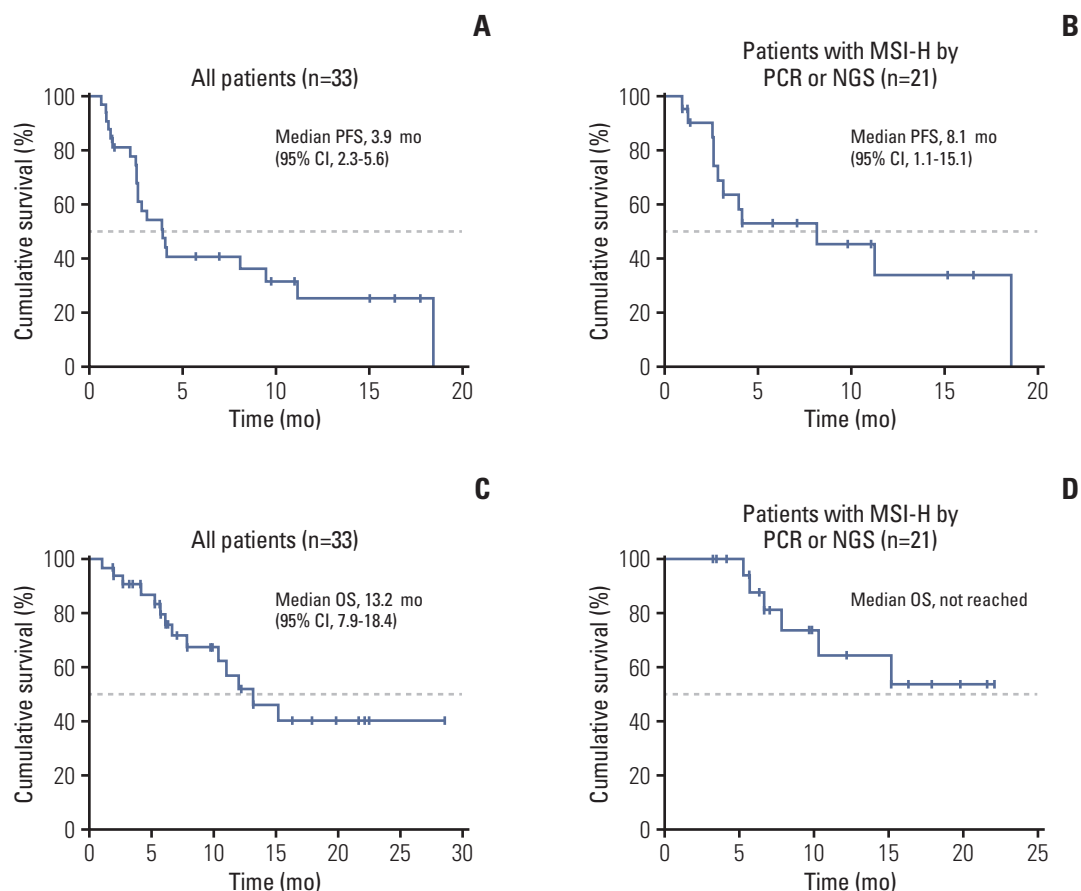 A
All patients (n=33)
Median PFS, 3.9 mo
(95% CI, 2.3-5.6)
Cumulative survival (%)
100
80
60
40
20
0
0 5 10 15 20
Time (mo)
B
Patients with MSI-H by
PCR or NGS (n=21)
Median PFS, 8.1 mo
(95% CI, 1.1-15.1)
Cumulative survival (%)
100
80
60
40
20
0
0 5 10 15 20
Time (mo)
C
All patients (n=33)
Median OS, 13.2 mo
(95% CI, 7.9-18.4)
Cumulative survival (%)
100
80
60
40
20
0
0 5 10 15 20 25 30
Time (mo)
D
Patients with MSI-H by
PCR or NGS (n=21)
Median OS, not reached
Cumulative survival (%)
100
80
60
40
20
0
0 5 10 15 20 25
Time (mo)